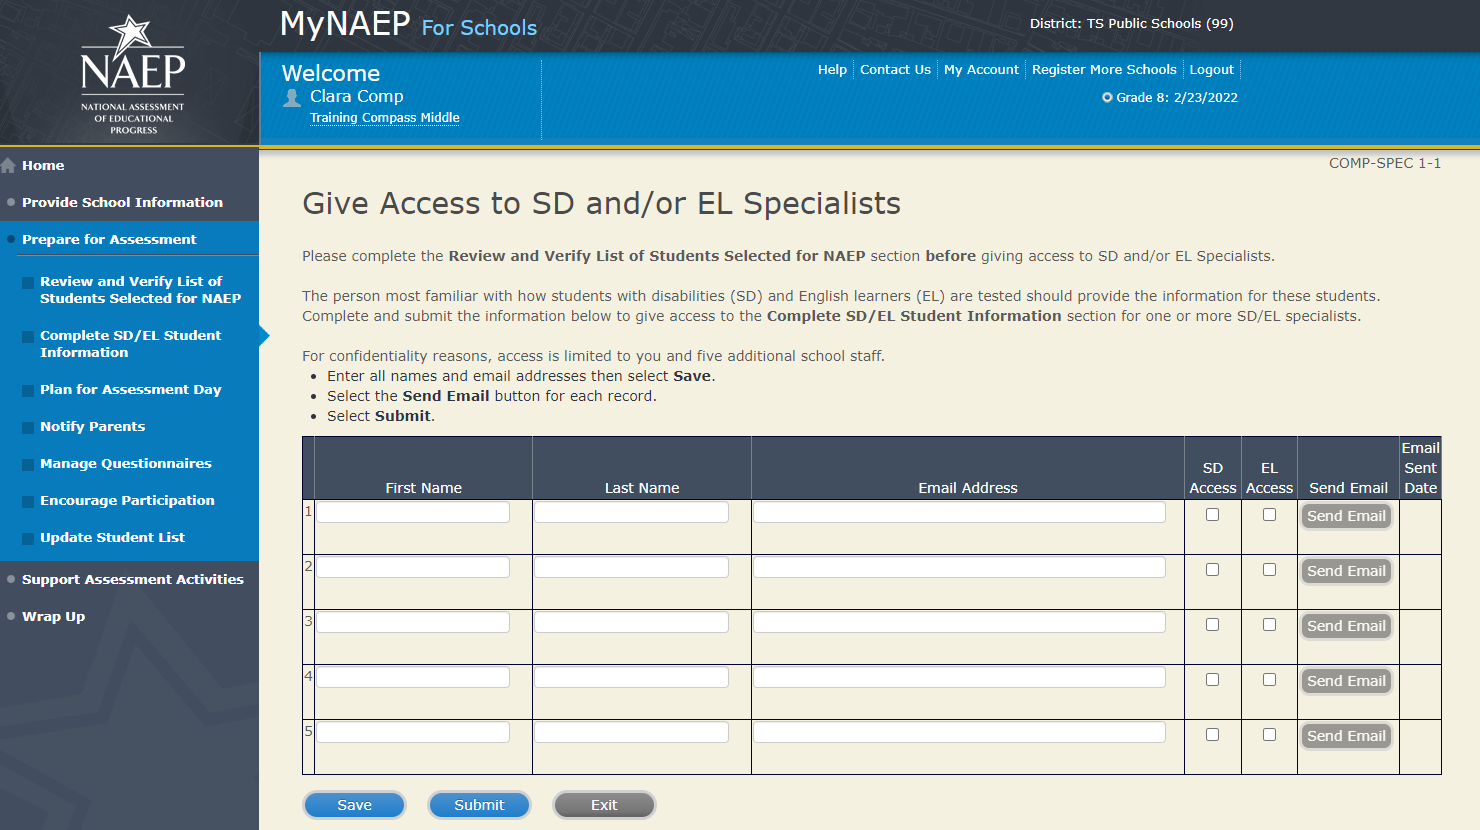 NAEP
NATIONAL ASSESSMENT
OF EDUCATIONAL
PROGRESS
MyNAEP For Schools
District: TS Public Schools (99)
Welcome
Clara Comp
Training Compass Middle
Help
Contact Us
My Account
Register More Schools
Logout
Grade 8: 2/23/2022
Home
Provide School Information
Prepare for Assessment
Review and Verify List of
Students Selected for NAEP
Complete SD/EL Student
Information
Plan for Assessment Day
Notify Parents
Manage Questionnaires
Encourage Participation
Update Student List
Support Assessment Activities
Wrap Up
COMP-SPEC 1-1
Give Access to SD and/or EL Specialists
Please complete the Review and Verify List of Students Selected for NAEP section before giving access to SD and/or EL Specialists.
The person most familiar with how students with disabilities (SD) and English learners (EL) are tested should provide the information for these students.
Complete and submit the information below to give access to the Complete SD/EL Student Information section for one or more SD/EL specialists.
For confidentiality reasons, access is limited to you and five additional school staff.
• Enter all names and email addresses then select Save.
• Select the Send Email button for each record.
• Select Submit.
First Name
Last Name
Email Address
SD
Access
EL
Access
Send Email
Email
Sent
Date
1
Send Email
2
Send Email
3
Send Email
4
Send Email
5
Send Email
Save
Submit
Exit